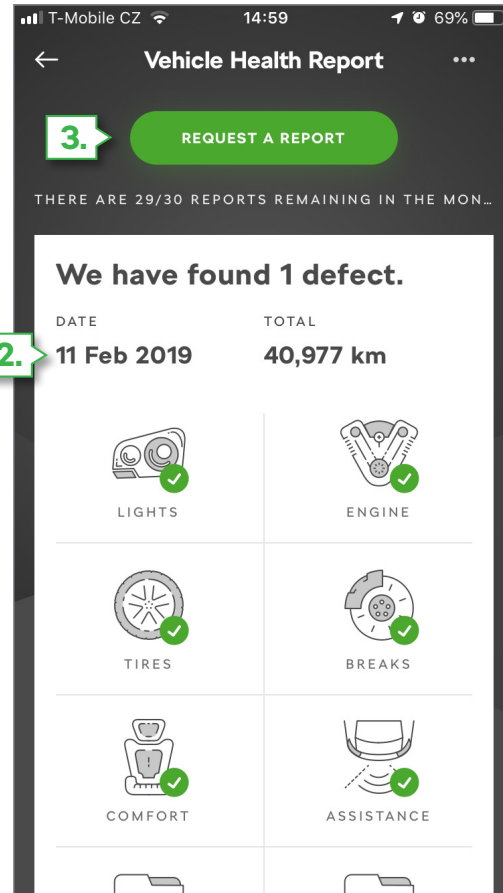 T-Mobile CZ 14:59 69%
Vehicle Health Report
3. REQUEST A REPORT
THERE ARE 29/30 REPORTS REMAINING IN THE MON…
We have found 1 defect.
DATE TOTAL
2. 11 Feb 2019 40,977 km
LIGHTS ENGINE
TIRES BREAKS
COMFORT ASSISTANCE